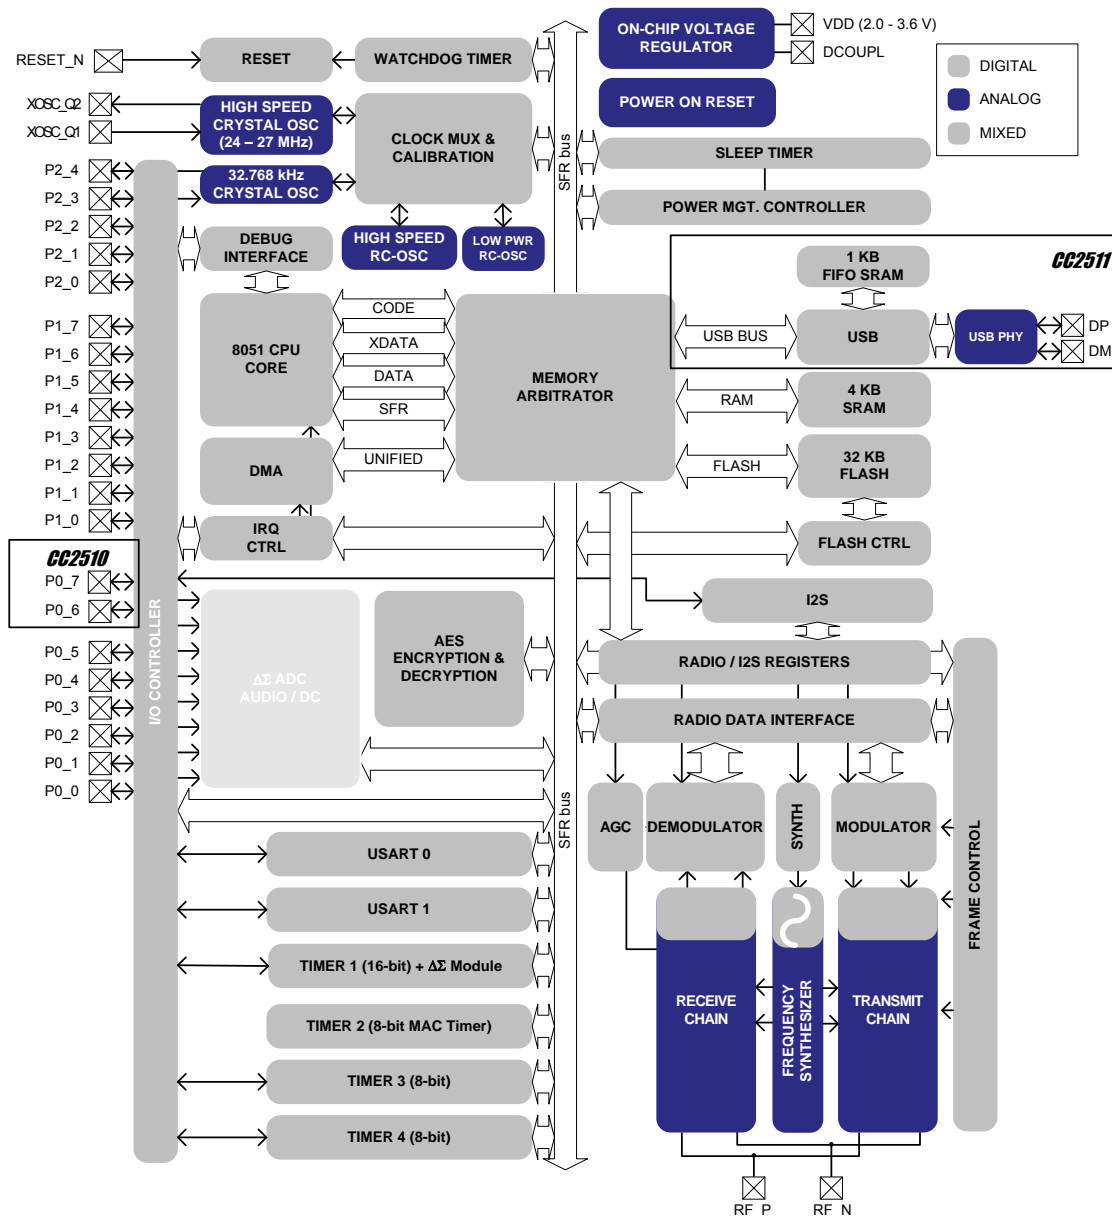 RESET_N
RESET
WATCHDOG TIMER
SFR bus
ON-CHIP VOLTAGE
REGULATOR
VDD (2.0 - 3.6 V)
DCOUPL
DIGITAL
ANALOG
MIXED
POWER ON RESET
XOSC_Q2
XOSC_Q1
HIGH SPEED
CRYSTAL OSC
(24 – 27 MHz)
CLOCK MUX &
CALIBRATION
SLEEP TIMER
32.768 kHz
CRYSTAL OSC
POWER MGT. CONTROLLER
P2_4
P2_3
P2_2
P2_1
P2_0
DEBUG
INTERFACE
HIGH SPEED
RC-OSC
LOW PWR
RC-OSC
1 KB
FIFO SRAM
CC2511
P1_7
P1_6
P1_5
P1_4
P1_3
P1_2
P1_1
P1_0
8051 CPU
CORE
CODE
XDATA
DATA
SFR
MEMORY
ARBITRATOR
USB BUS
USB
USB PHY
DP
DM
RAM
4 KB
SRAM
DMA
UNIFIED
FLASH
32 KB
FLASH
IRQ
CTRL
FLASH CTRL
CC2510
P0_7
P0_6
I/O CONTROLLER
I2S
P0_5
P0_4
P0_3
P0_2
P0_1
P0_0
ΔΣ ADC
AUDIO / DC
AES
ENCRYPTION &
DECRYPTION
RADIO / I2S REGISTERS
RADIO DATA INTERFACE
SFR bus
AGC
DEMODULATOR
SYNTH
MODULATOR
FRAME CONTROL
USART 0
USART 1
TIMER 1 (16-bit) + ΔΣ Module
TIMER 2 (8-bit MAC Timer)
TIMER 3 (8-bit)
TIMER 4 (8-bit)
RECEIVE
CHAIN
FREQUENCY
SYNTHESIZER
TRANSMIT
CHAIN
RF_P
RF_N